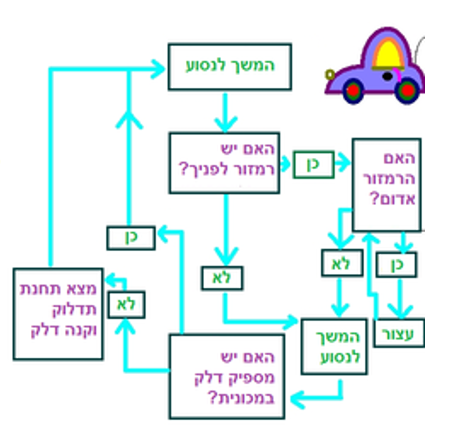 המשך לנסוע
האם יש
רמזור לפניך?
כן
האם
הרמזור
אדום?
כן
לא
לא
כן
מצא תחנת
תדלוק
וקנה דלק
לא
המשך
לנסוע
עצור
האם יש
מספיק דלק
במכונית?